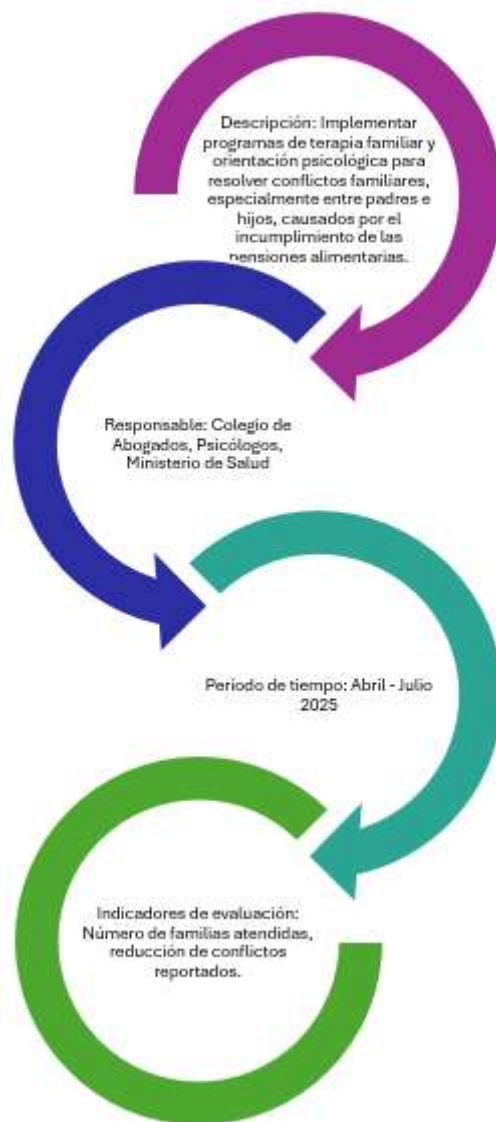 Descripción: Implementar
programas de terapia familiar y
orientación psicológica para
resolver conflictos familiares,
especialmente entre padres e
hijos, causados por el
incumplimiento de las
pensiones alimentarias.
Responsable: Colegio de
Abogados, Psicólogos,
Ministerio de Salud
Periodo de tiempo: Abril - Julio
2025
Indicadores de evaluación:
Número de familias atendidas,
reducción de conflictos
reportados.